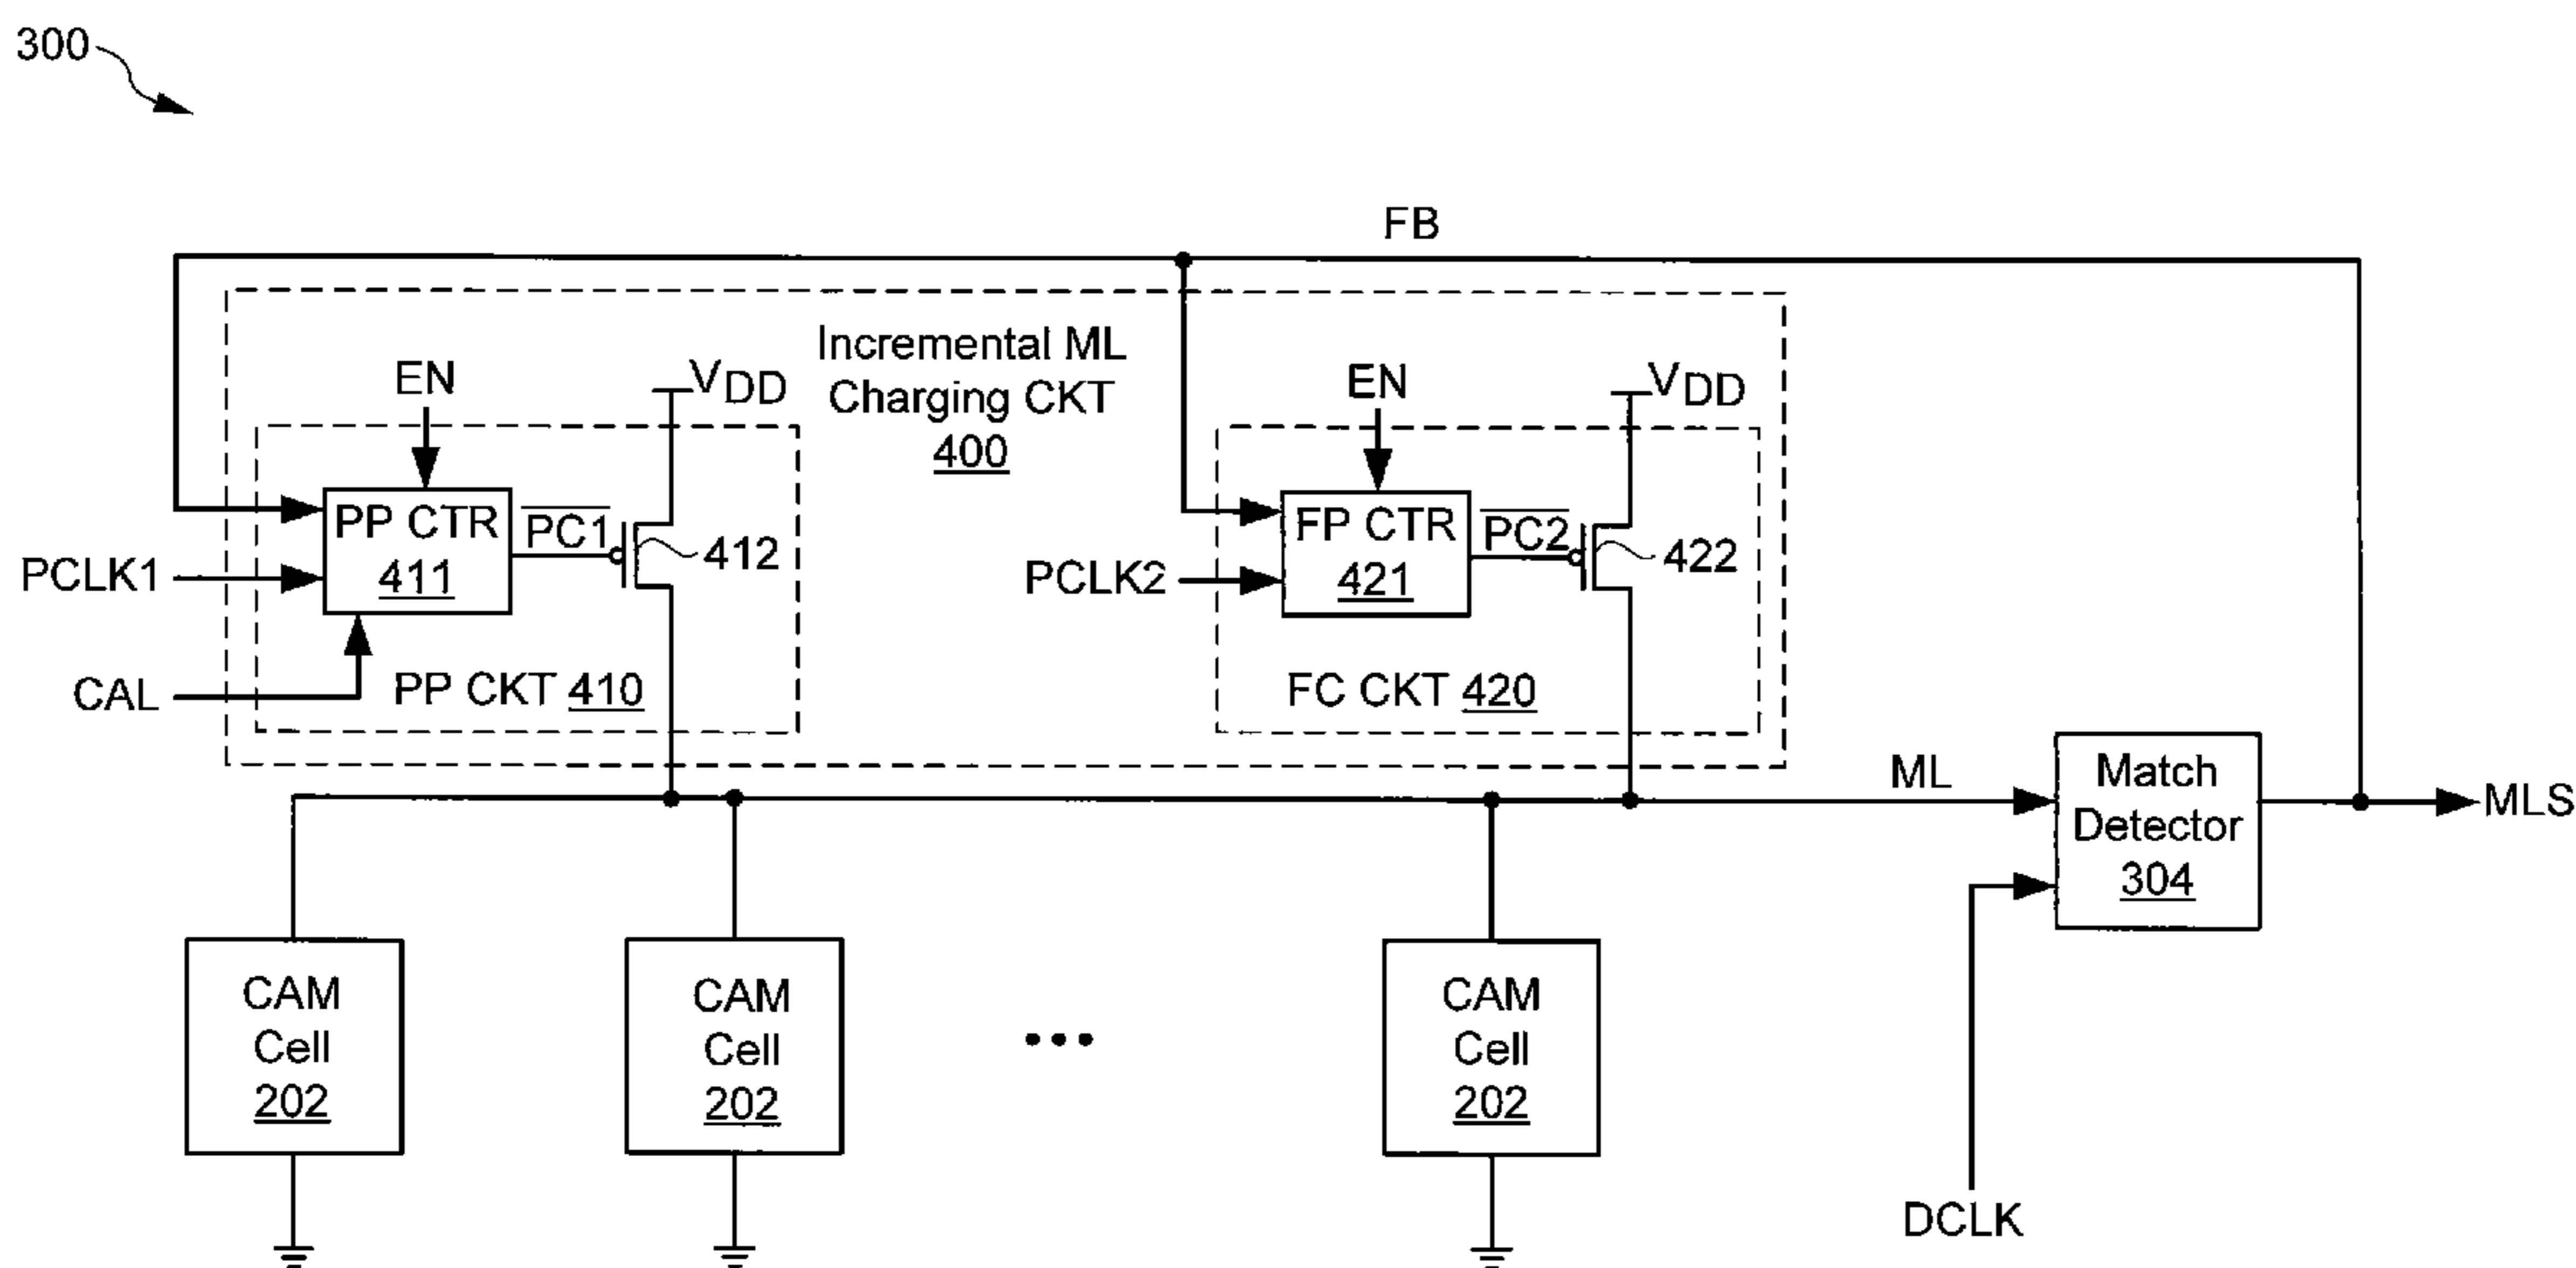 300
FB
Incremental ML
Charging CKT
400
EN
VDD
EN
VDD
PP CTR
411
PC1
412
FP CTR
421
PC2
422
PCLK1
PCLK2
CAL
PP CKT 410
FC CKT 420
ML
Match
Detector
304
MLS
CAM
Cell
202
CAM
Cell
202
•••
CAM
Cell
202
DCLK